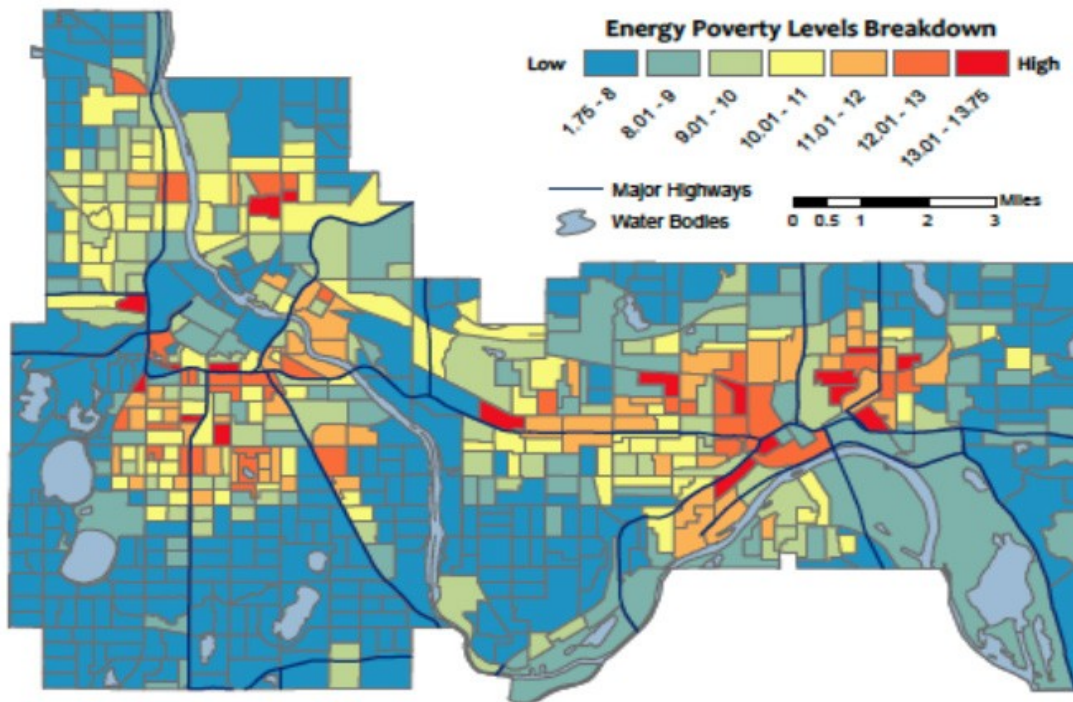 Energy Poverty Levels Breakdown
Low High
1.75 - 8
8.01 - 9
9.01 - 10
10.01 - 11
11.01 - 12
12.01 - 13
13.01 - 13.75
Major Highways
Water Bodies
Miles
0 0.5 1 2 3